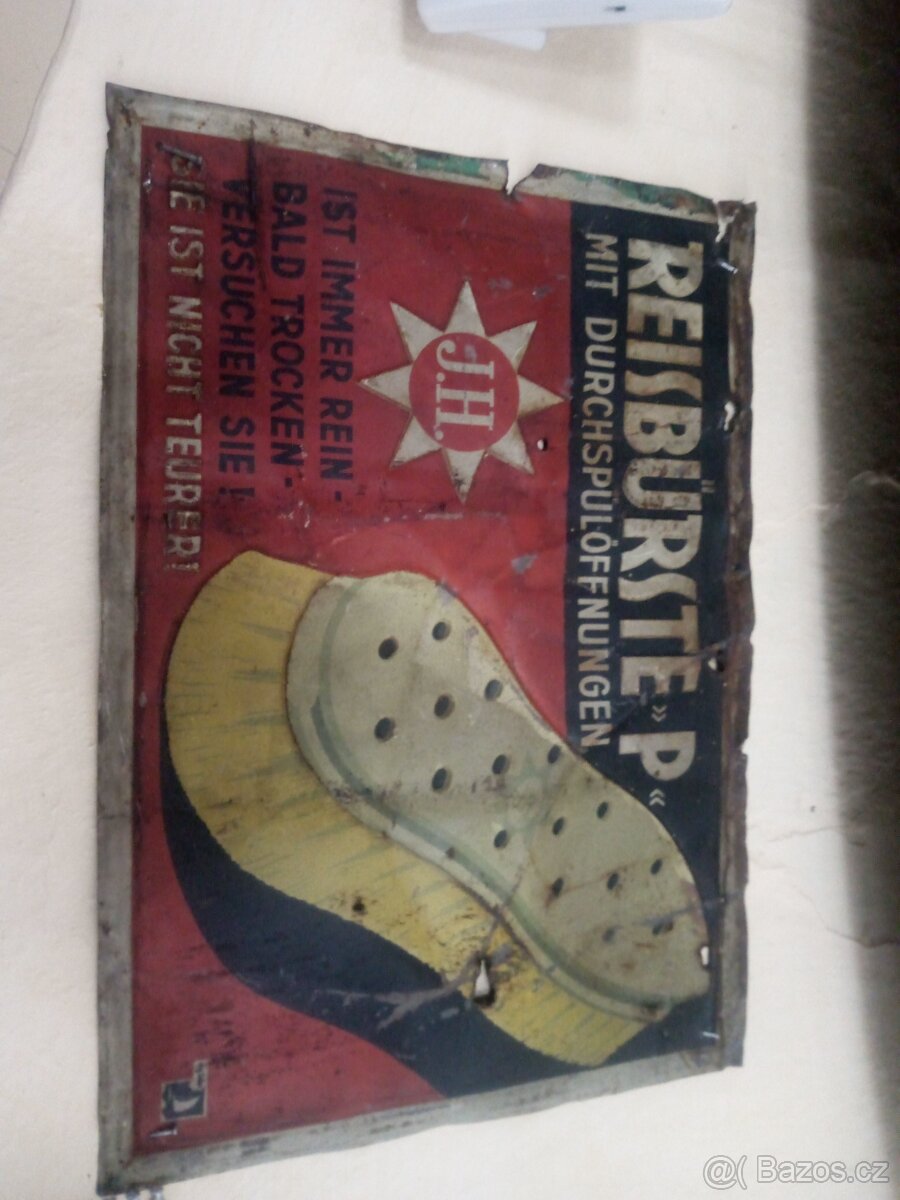 REISBÜRSTE »P«
MIT DURCHSPÜLÖFFNUNGEN
J.H.
IST IMMER REIN-
BALD TROCKEN-
VERSUCHEN SIE!
SIE IST NICHT TEURER!
@( Bazos.cz